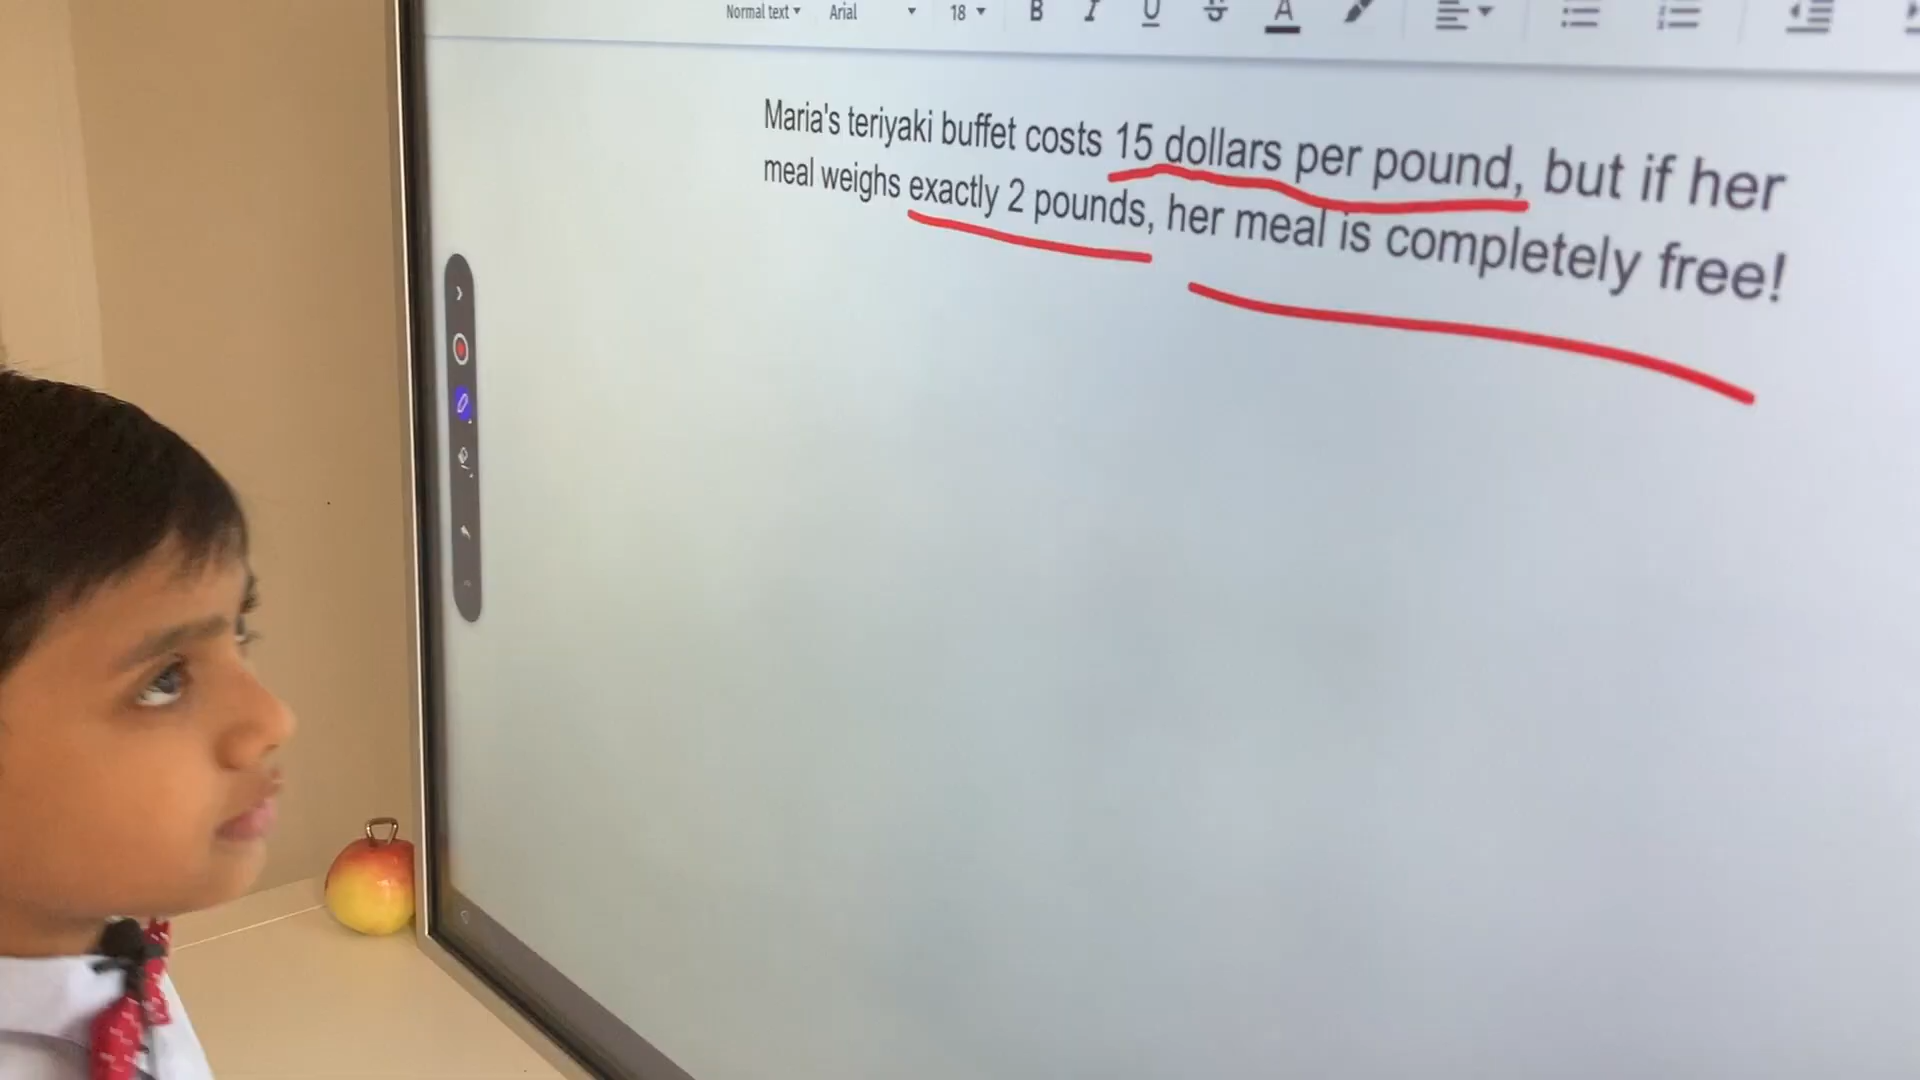 Normal text Arial 18 B I U S A
Maria's teriyaki buffet costs 15 dollars per pound, but if her
meal weighs exactly 2 pounds, her meal is completely free!